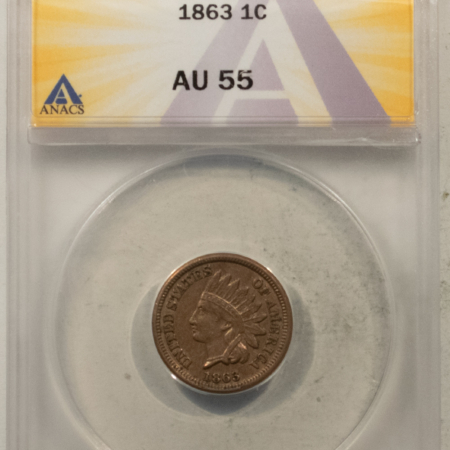 1863 1C
AU 55
ANACS
UNITED STATES OF AMERICA
1863